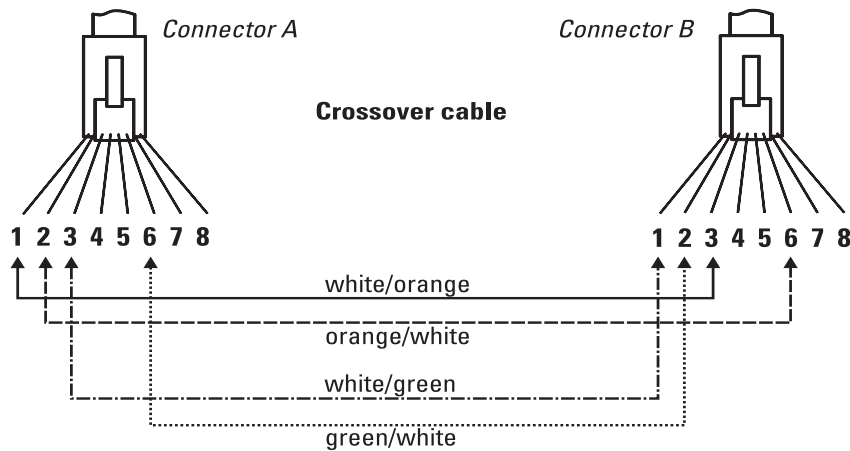 Connector A
Connector B
Crossover cable
1 2 3 4 5 6 7 8
1 2 3 4 5 6 7 8
white/orange
orange/white
white/green
green/white